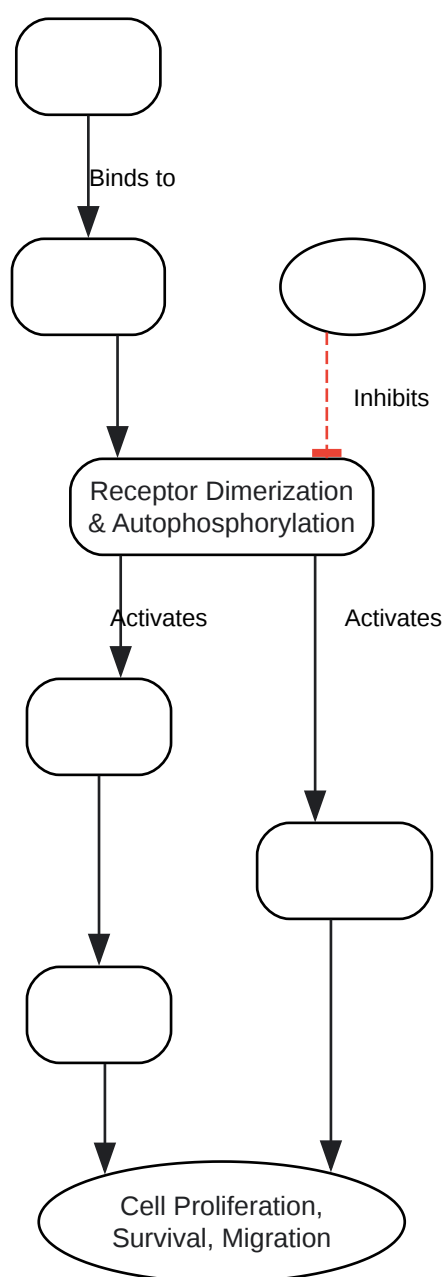 Binds to
Inhibits
Receptor Dimerization
& Autophosphorylation
Activates
Activates
Cell Proliferation,
Survival, Migration